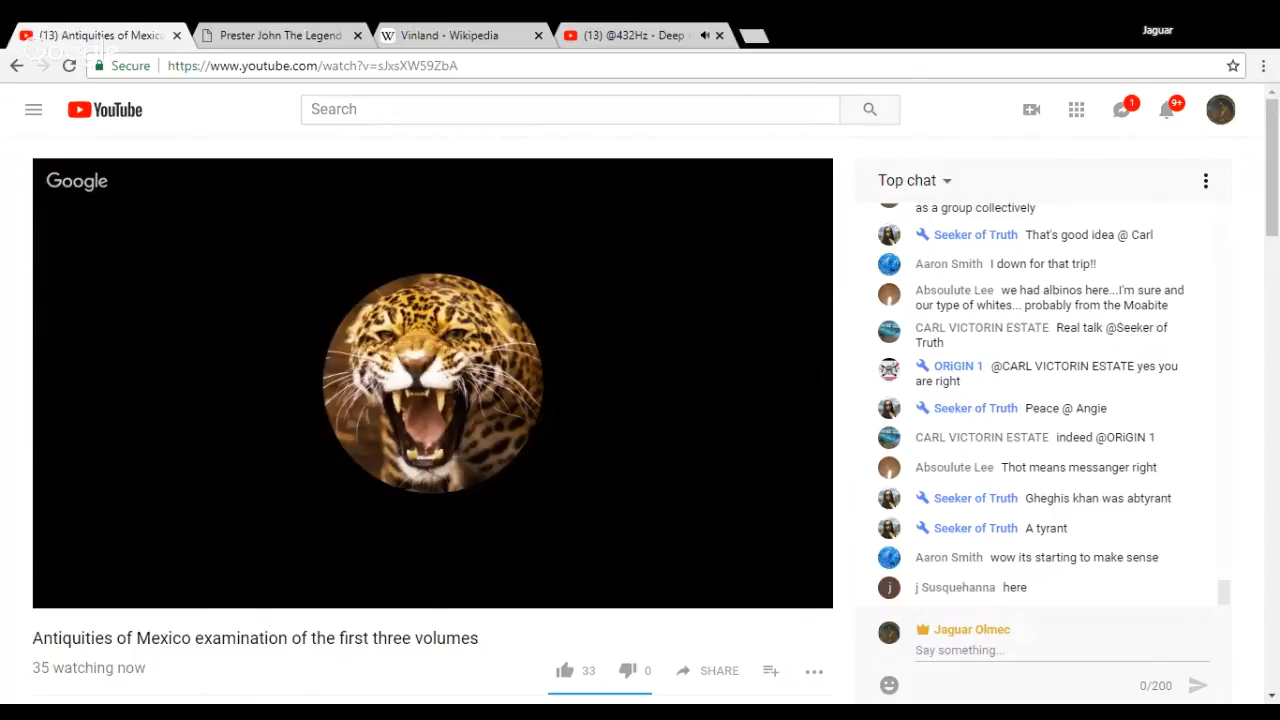 Jaguar
(13) Antiquities of Mexic
Prester John The Legend
Vinland - Wikipedia
(13) @432Hz - Deep
Secure
https://www.youtube.com/watch?v=sJxsXW59ZbA
YouTube
Search
1
9+
Google
Top chat
as a group collectively
Seeker of Truth That's good idea @ Carl
Aaron Smith I down for that trip!!
Absoulute Lee we had albinos here...I'm sure and
our type of whites... probably from the Moabite
CARL VICTORIN ESTATE Real talk @Seeker of
Truth
ORiGIN 1 @CARL VICTORIN ESTATE yes you
are right
Seeker of Truth Peace @ Angie
CARL VICTORIN ESTATE indeed @ORiGIN 1
Absoulute Lee Thot means messanger right
Seeker of Truth Gheghis khan was abtyrant
Seeker of Truth A tyrant
Aaron Smith wow its starting to make sense
j
j Susquehanna here
Jaguar Olmec
Say something...
0/200
Antiquities of Mexico examination of the first three volumes
35 watching now
33
0
SHARE